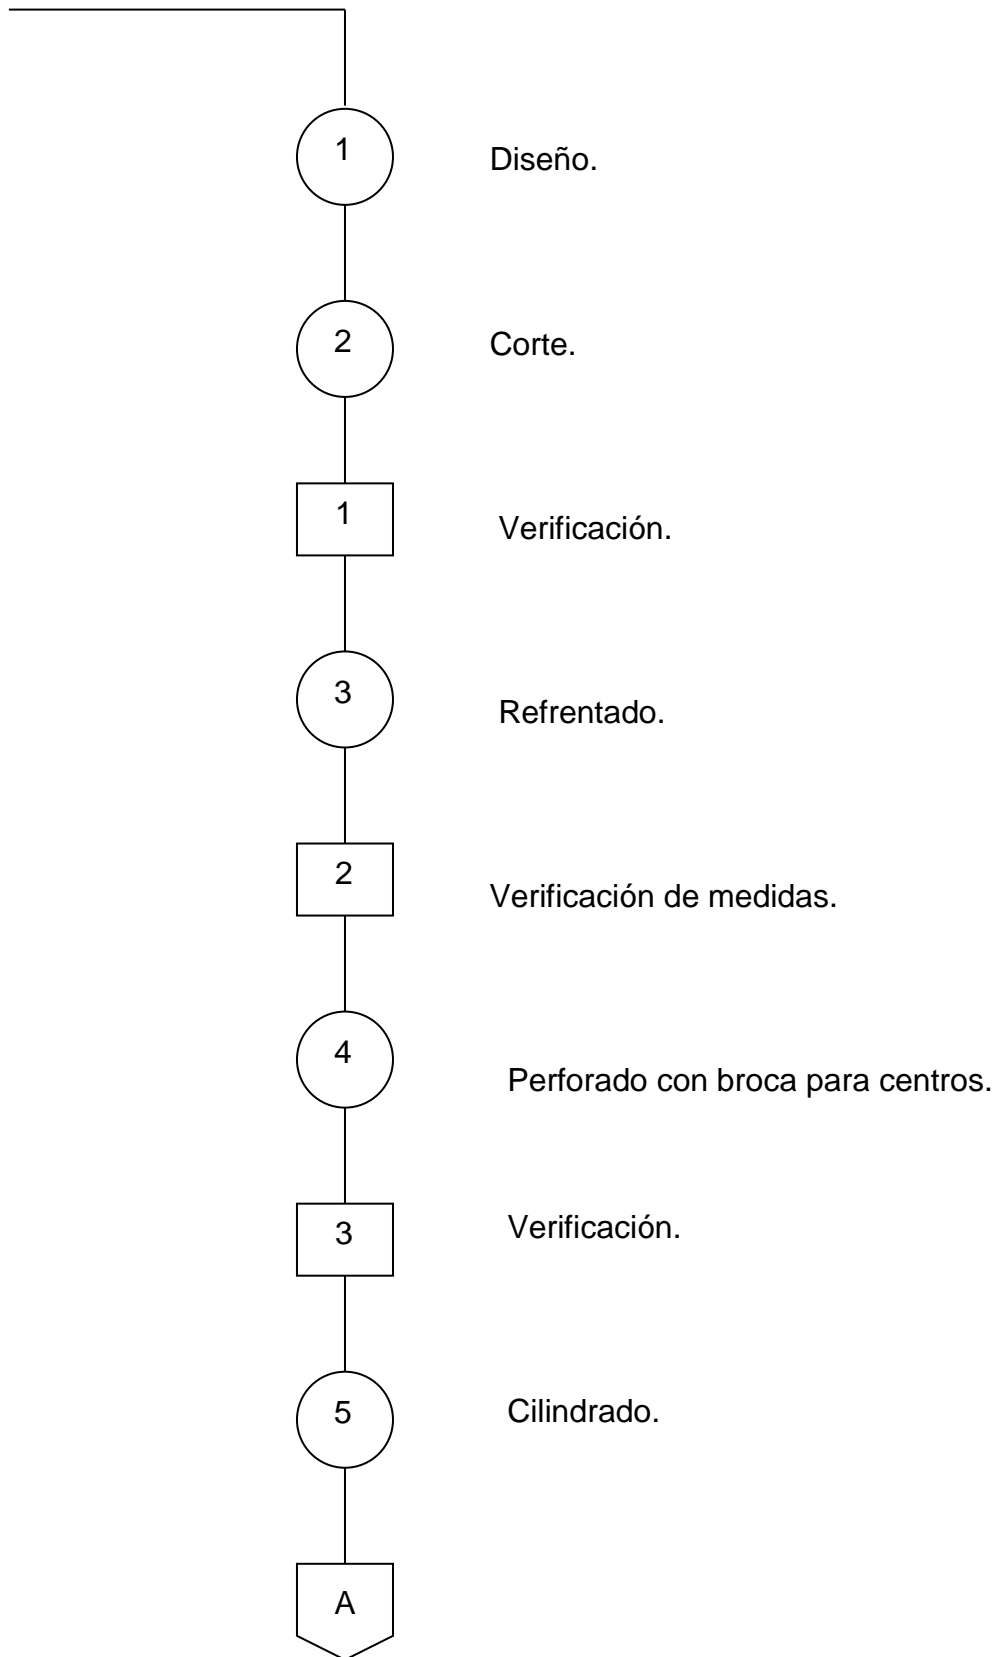 1
Diseño.
2
Corte.
1
Verificación.
3
Refrentado.
2
Verificación de medidas.
4
Perforado con broca para centros.
3
Verificación.
5
Cilindrado.
A